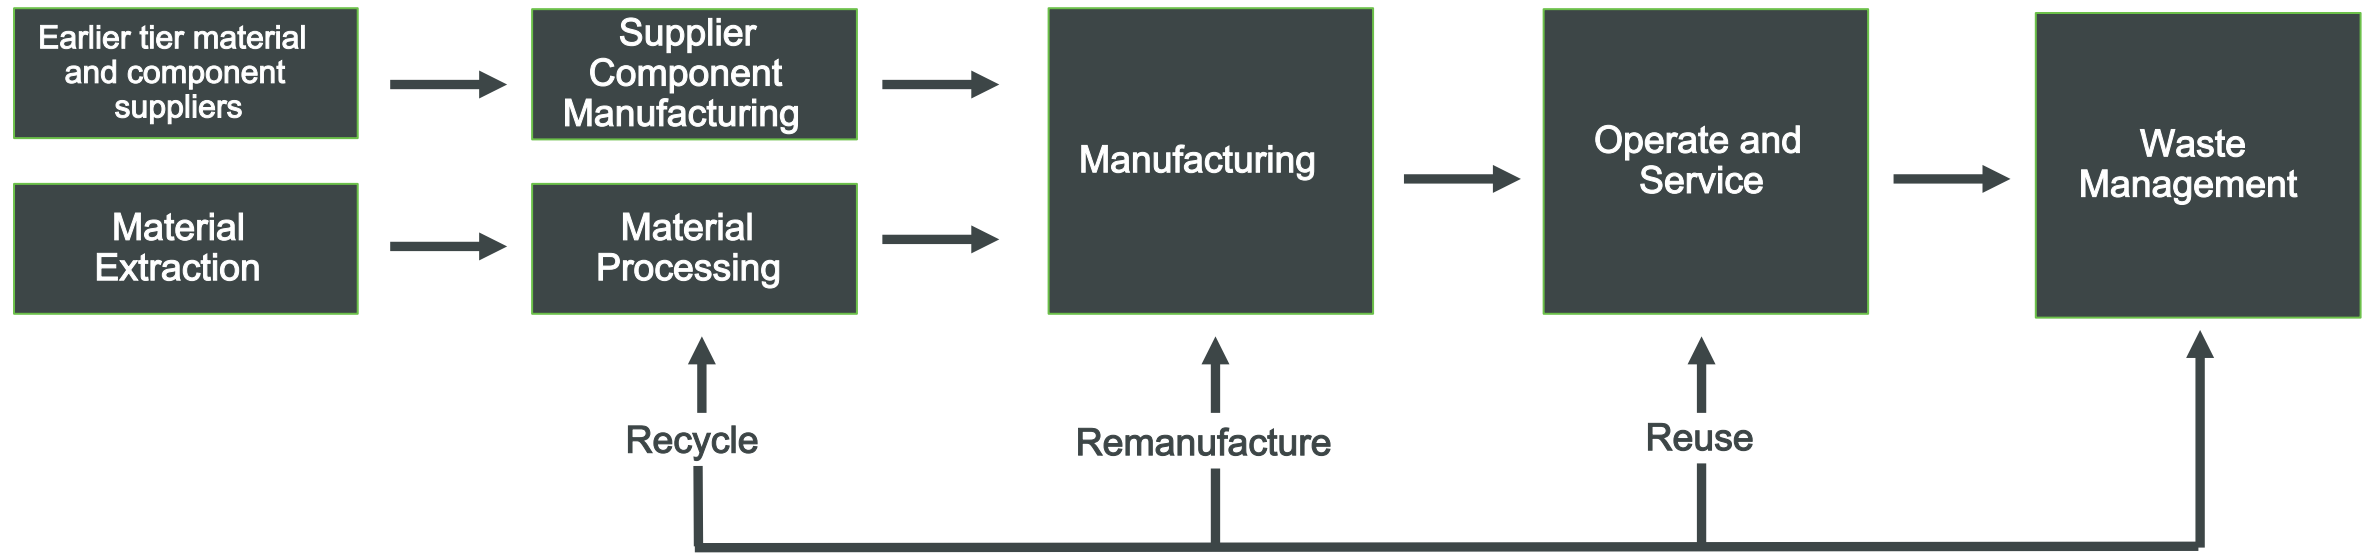 Earlier tier material
and component
suppliers
Supplier
Component
Manufacturing
Manufacturing
Operate and
Service
Waste
Management
Material
Extraction
Material
Processing
Recycle
Remanufacture
Reuse